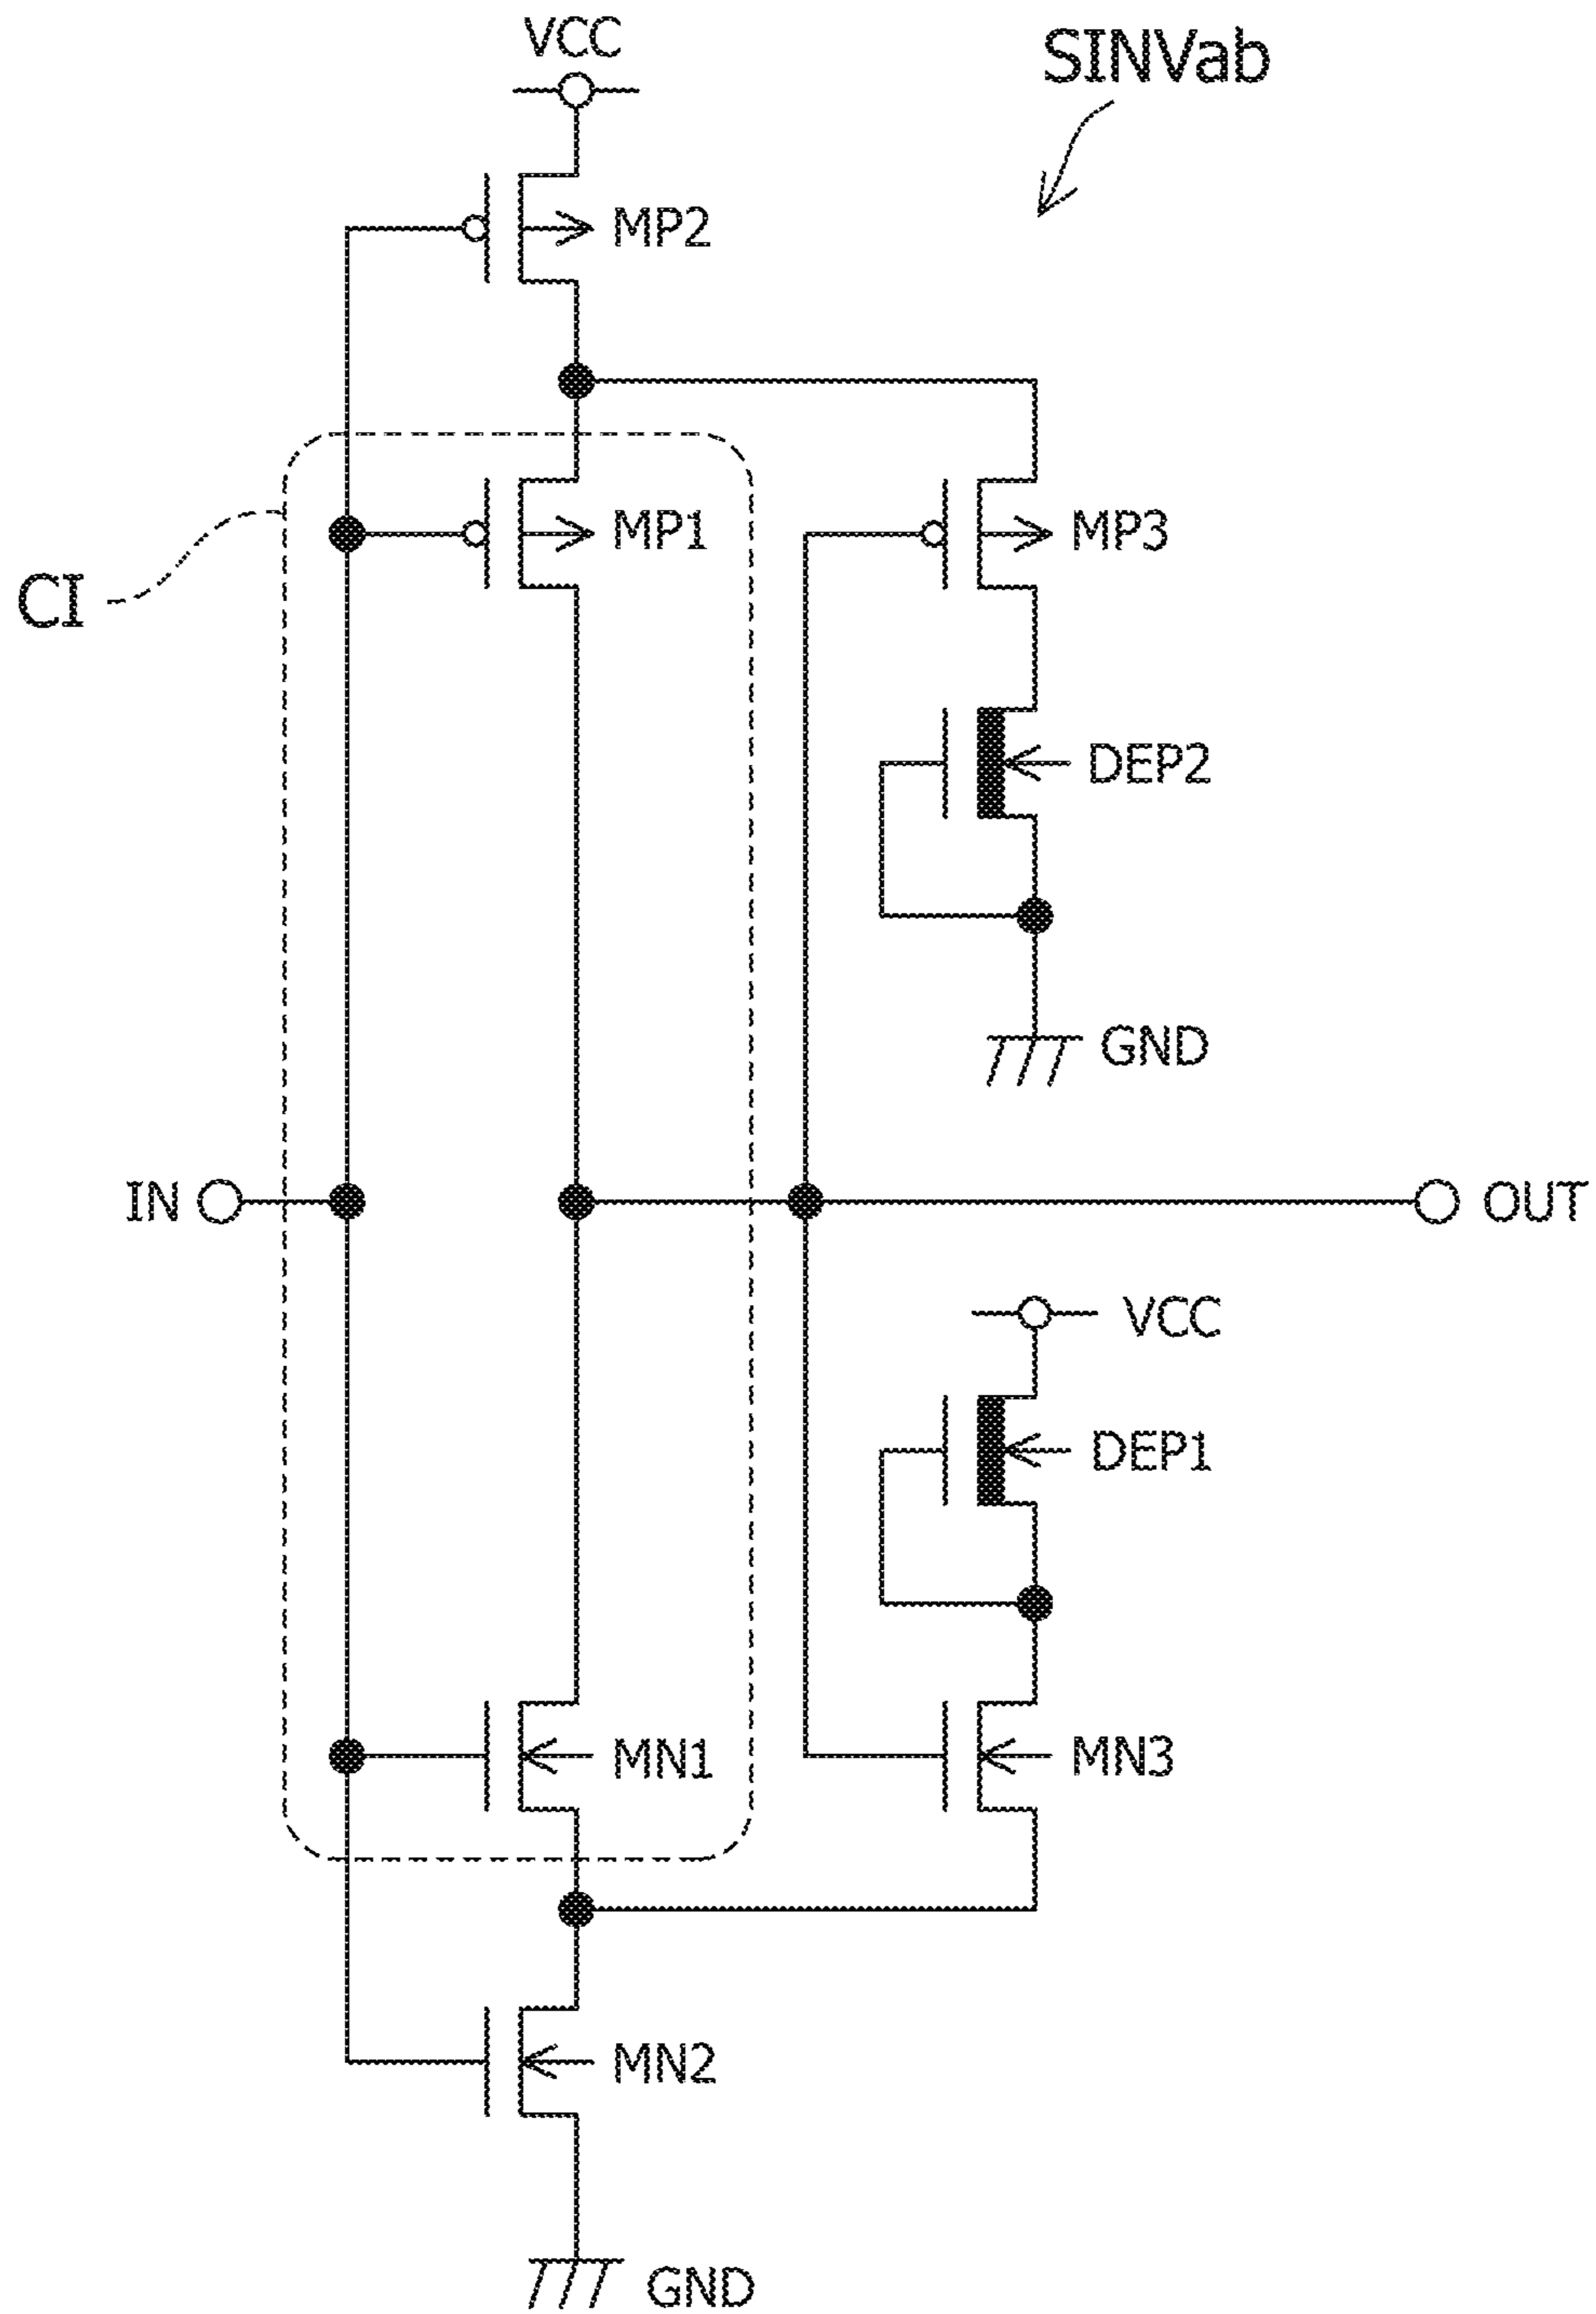 VCC
SINVab
MP2
MP1
MP3
CI
DEP2
GND
IN
OUT
VCC
DEP1
MN1
MN3
MN2
GND